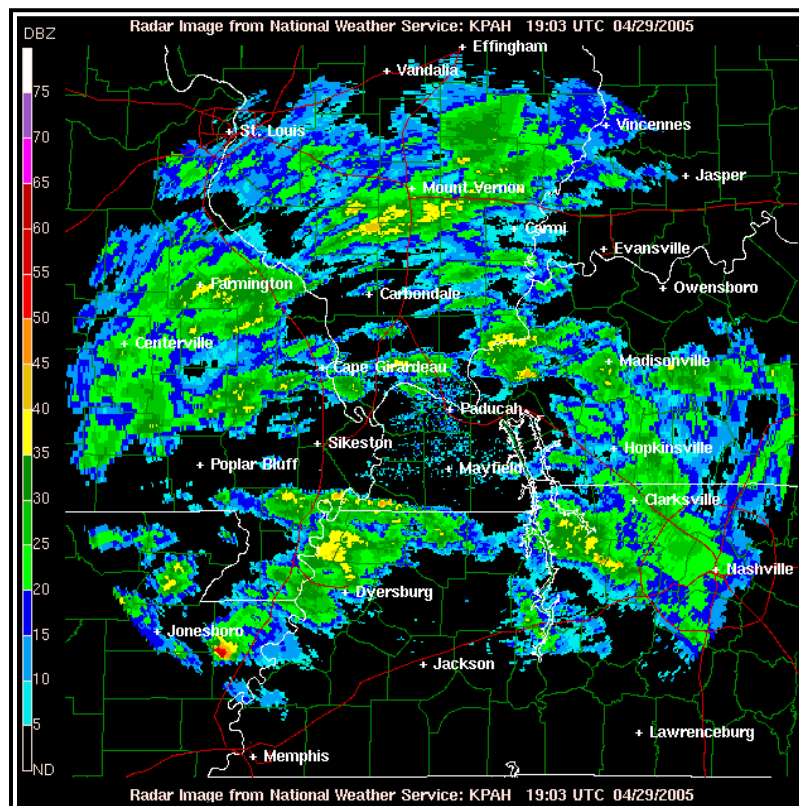 Radar Image from National Weather Service: KPAH 19:03 UTC 04/29/2005
DBZ
Effingham
Vandalia
75
70
St. Louis
Vincennes
65
Jasper
Mount Vernon
60
Carmi
55
Evansville
Farmington
Carbondale
Owensboro
50
Centerville
45
Cape Girardeau
Madisonville
40
Paducah
35
Sikeston
Hopkinsville
Poplar Bluff
Mayfield
30
Clarksville
25
Nashville
20
Dyersburg
15
Jonesboro
10
Jackson
5
Lawrenceburg
Memphis
ND
Radar Image from National Weather Service: KPAH 19:03 UTC 04/29/2005